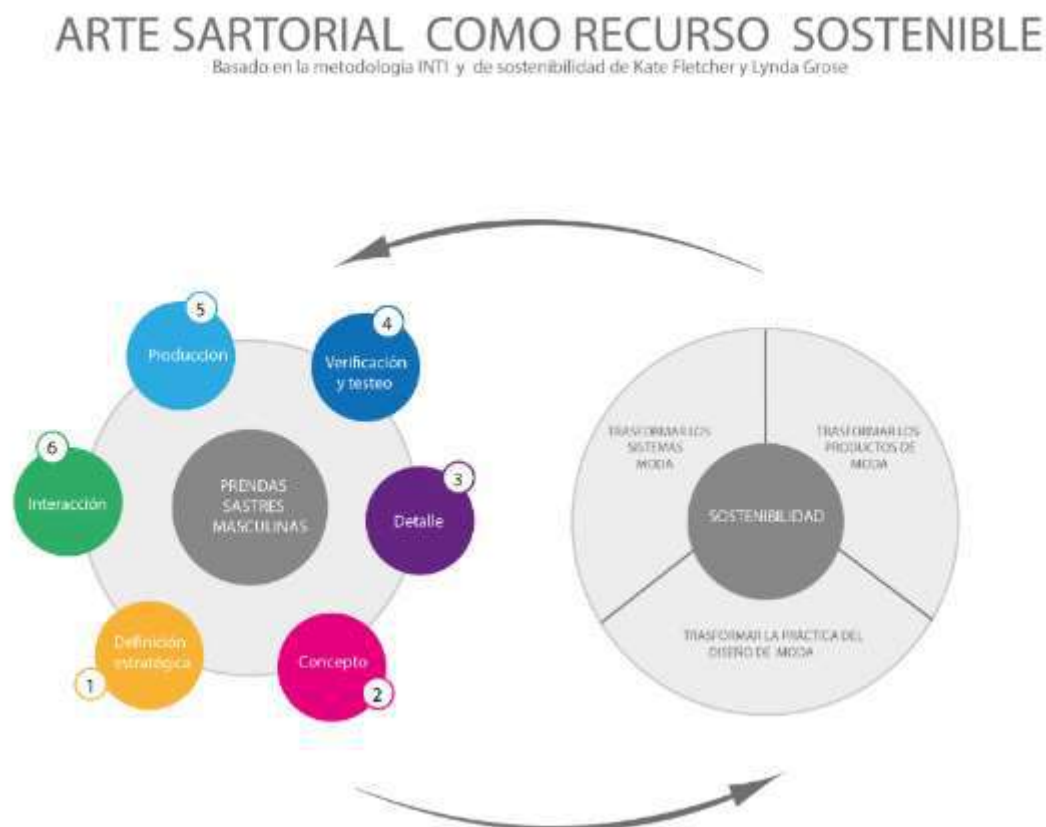 ARTE SARTORIAL COMO RECURSO SOSTENIBLE
Basado en la metodologia INTI y de sostenibilidad de Kate Fletcher y Lynda Grose
5
Produccion
4
Verificación
y testeo
6
Interacción
PRENDAS
SASTRES
MASCULINAS
3
Detalle
Definición
estratégica
1
Concepto
2
TRASFORMAR LOS
SISTEMAS
MODA
TRASFORMAR LOS
PRODUCTOS DE
MODA
SOSTENIBILIDAD
TRASFORMAR LA PRÁCTICA DEL
DISEÑO DE MODA